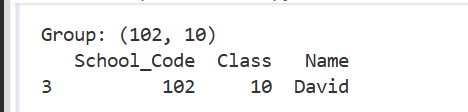 Group: (102, 10)
School_Code Class Name
3 102 10 David